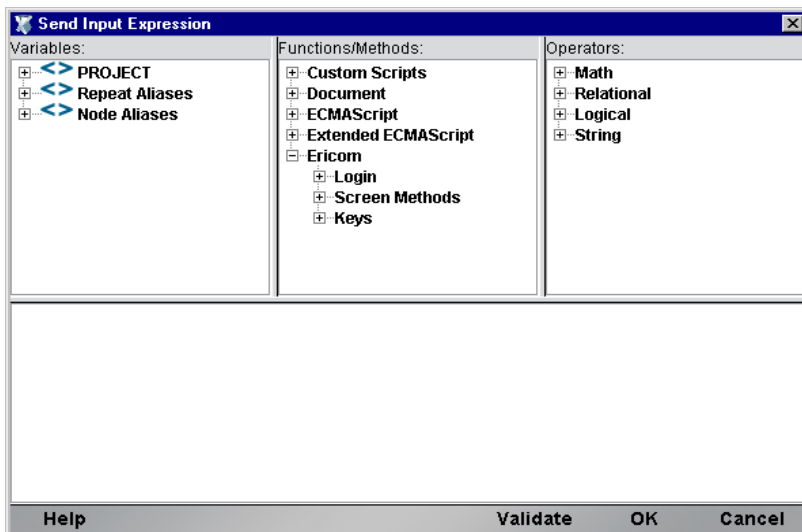 Send Input Expression
Variables:
<> PROJECT
<> Repeat Aliases
<> Node Aliases
Functions/Methods:
Custom Scripts
Document
ECMAScript
Extended ECMAScript
Ericom
Login
Screen Methods
Keys
Operators:
Math
Relational
Logical
String
Help Validate OK Cancel